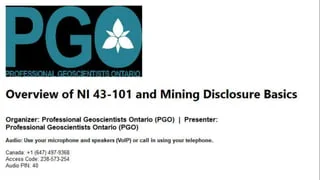 PGO
PROFESSIONAL GEOSCIENTISTS ONTARIO
Overview of NI 43-101 and Mining Disclosure Basics
Organizer: Professional Geoscientists Ontario (PGO) | Presenter:
Professional Geoscientists Ontario (PGO)
Audio: Use your microphone and speakers (VoIP) or call in using your telephone.
Canada: +1 (647) 497-9368
Access Code: 238-573-254
Audio PIN: 40